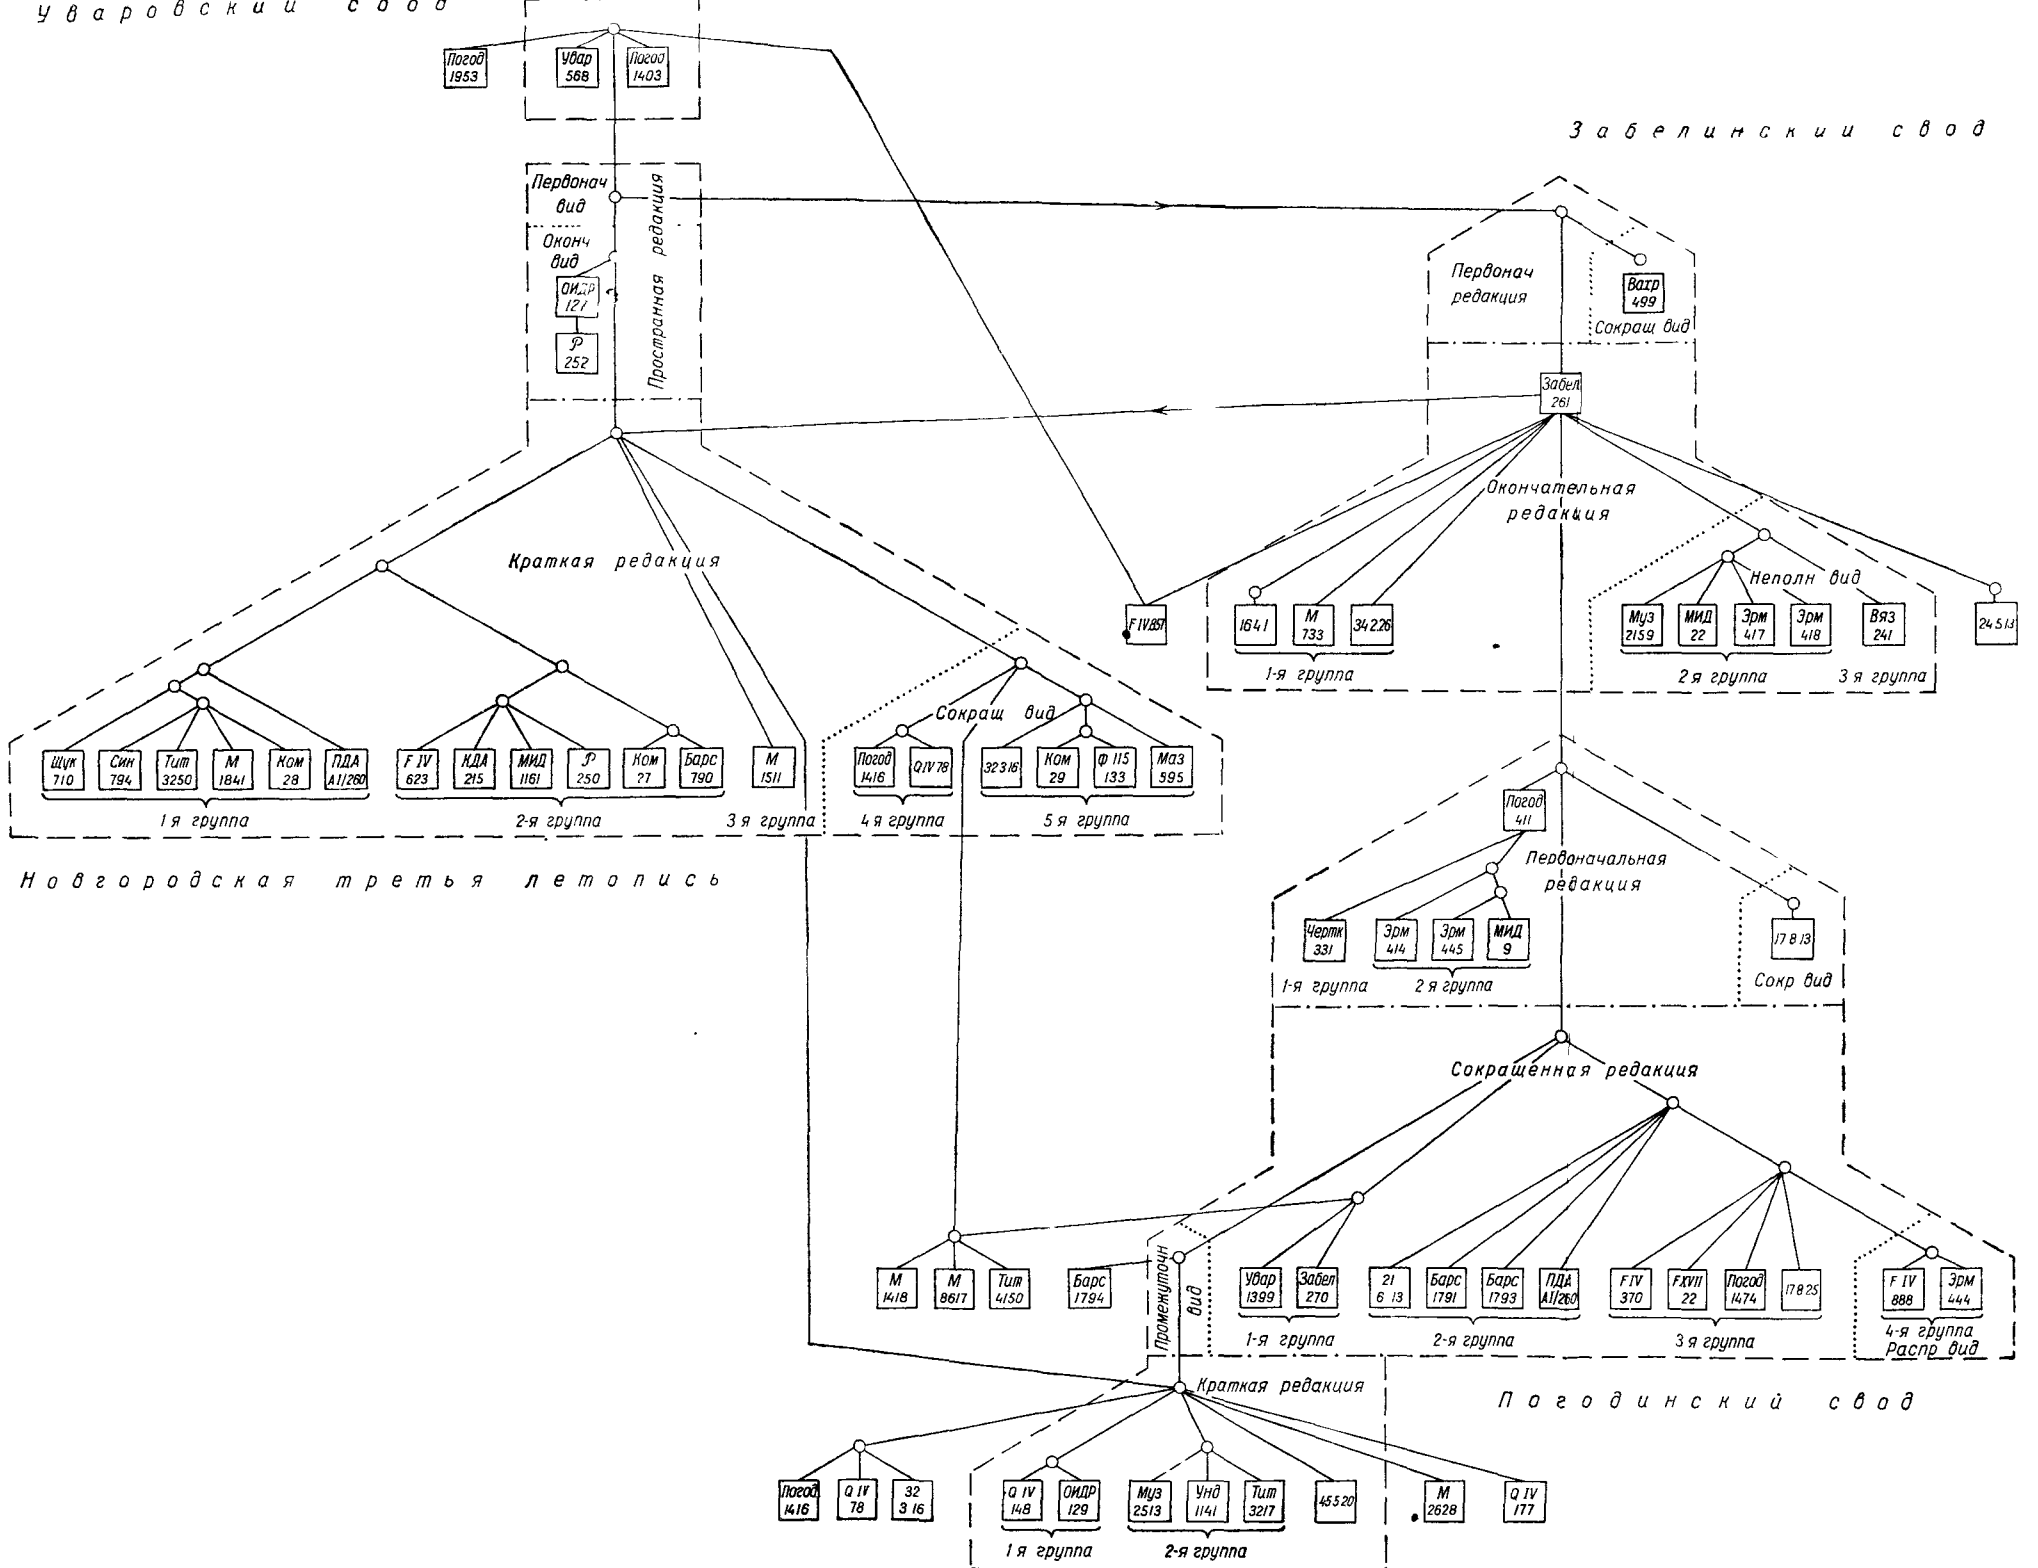 Уваровский свод
Погод
1953
Увар
568
Погод
1403
Забелинский свод
Первонач
вид
Оконч
вид
ОИДР
127
Р
252
Пространная редакция
Первонач
редакция
Вахр
499
Сокращ вид
Забел
261
Окончательная
редакция
Краткая редакция
F IV.851
1641
М
733
34.2.26
1-я группа
Неполн вид
Муз
2159
МИД
22
Эрм
417
Эрм
418
Вяз
241
2 я группа
3 я группа
24 5 13
Сокращ вид
Щук
710
Син
794
Тит
3250
М
1841
Ком
28
ПДА
АI/260
1 я группа
F IV
623
КДА
215
МИД
1161
Р
250
Ком
27
Барс
790
2-я группа
М
1511
3 я группа
Погод
1416
Q IV 78
4 я группа
32 3 16
Ком
29
Ф 115
133
Маз
595
5я группа
Новгородская третья летопись
Погод
411
Первоначальная
редакция
Чертк
331
Эрм
414
Эрм
445
МИД
9
1-я группа
2 я группа
17 8 13
Сокр вид
Сокращенная редакция
М
1418
М
8617
Тит
4150
Барс
1794
Промежуточн
вид
Увар
1399
Забел
270
1-я группа
21
6 13
Барс
1791
Барс
1793
ПДА
АI/260
2-я группа
F IV
370
FXVII
22
Погод
1474
17 8 25
3 я группа
F IV
888
Эрм
444
4-я группа
Распр вид
Краткая редакция
Погодинский свод
Погод
1416
Q IV
78
32
3 16
Q IV
148
ОИДР
129
1 я группа
Муз
2513
Унд
1141
Тит
3217
2-я группа
45 5 20
М
2628
Q IV
177